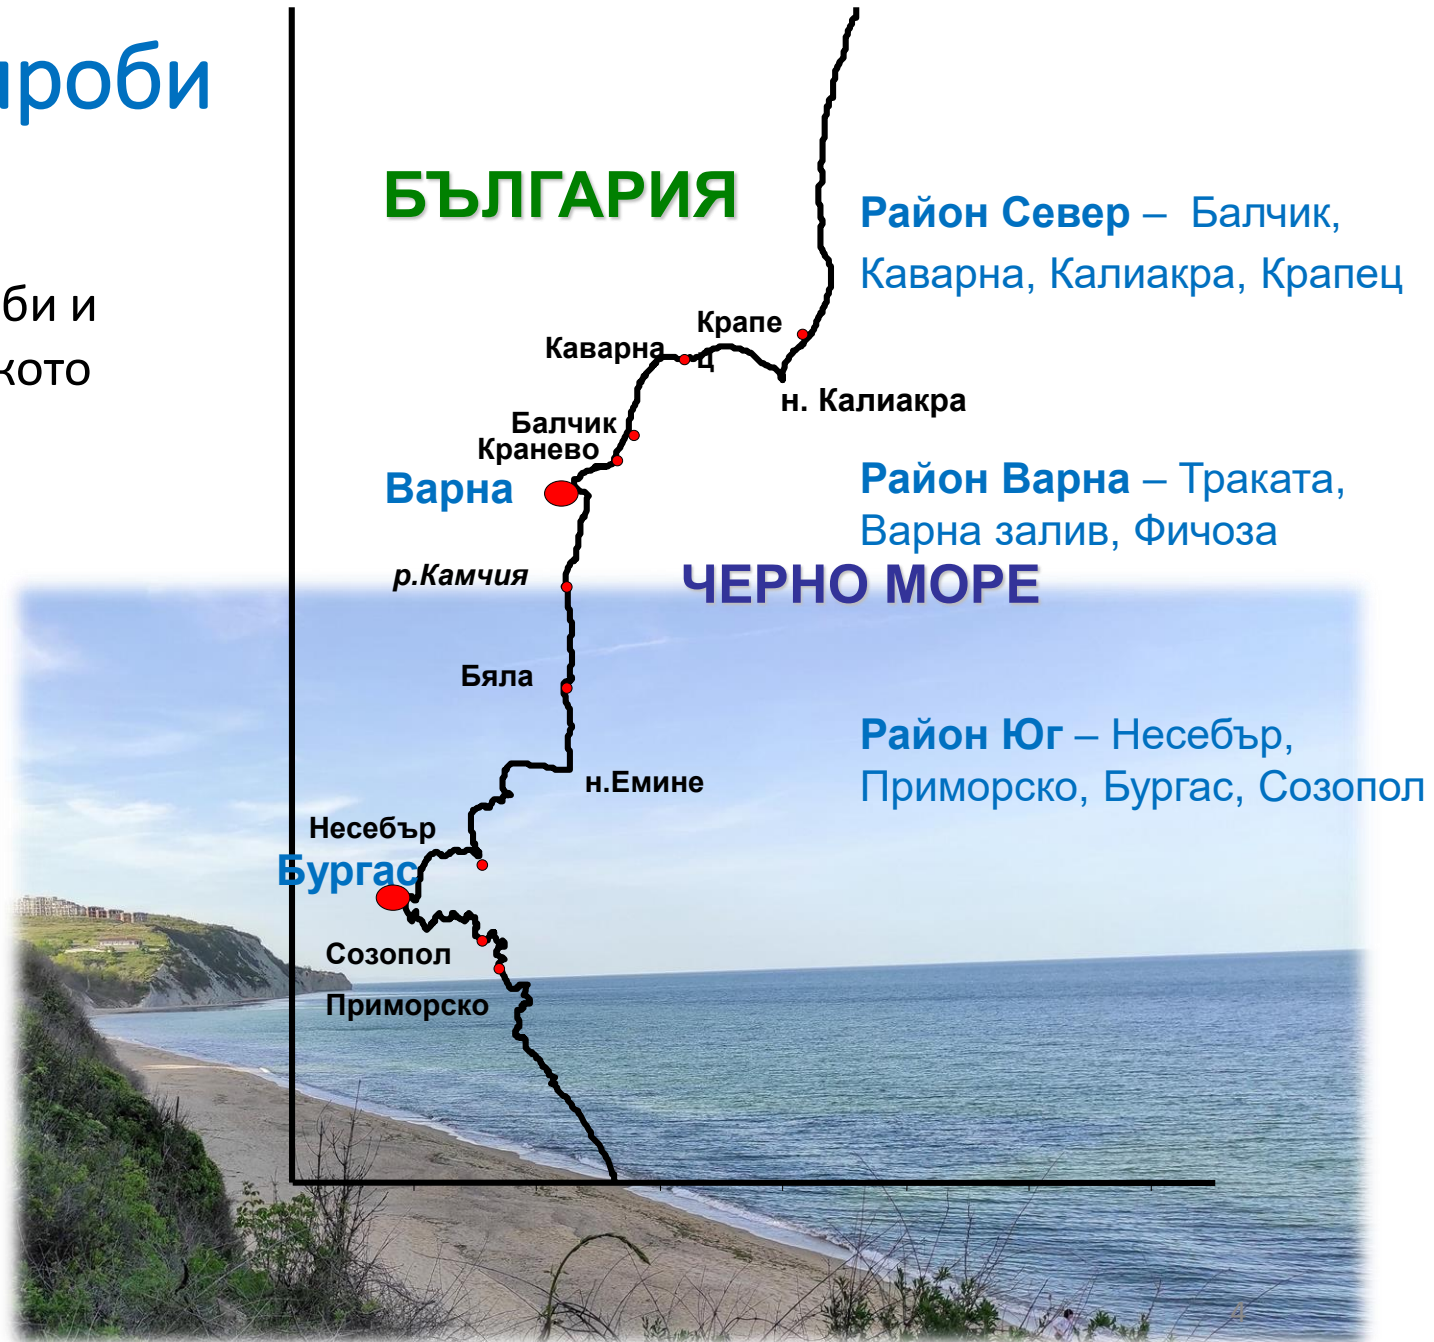 проби
БЪЛГАРИЯ
Район Север – Балчик,
Каварна, Калиакра, Крапец
би и
кото
Крапе
ц
Каварна
н. Калиакра
Балчик
Кранево
Варна
Район Варна – Траката,
Варна залив, Фичоза
р.Камчия
ЧЕРНО МОРЕ
Бяла
Район Юг – Несебър,
Приморско, Бургас, Созопол
н.Емине
Несебър
Бургас
Созопол
Приморско
4